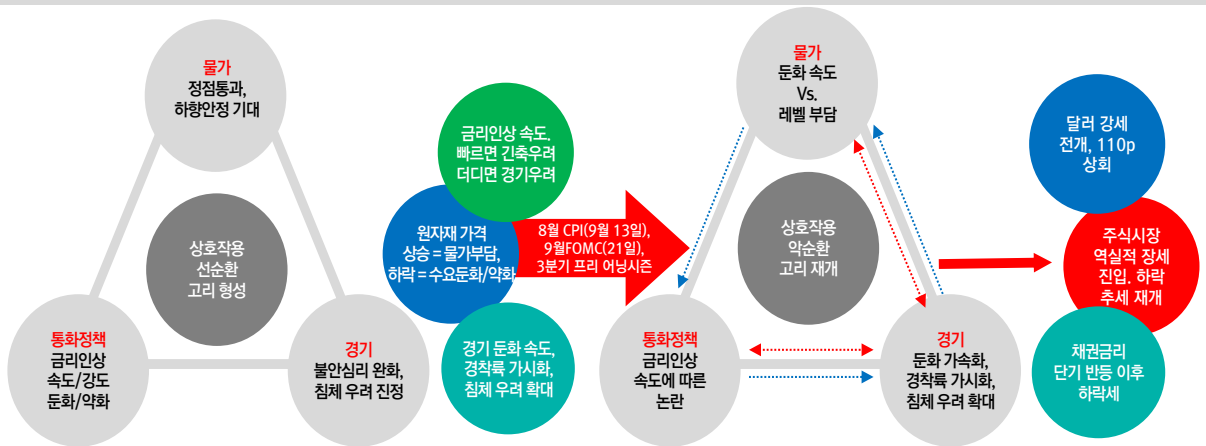 물가
정점통과,
하향안정 기대
상호작용
선순환
고리 형성
통화정책
금리인상
속도/강도
둔화/약화
경기
불안심리 완화,
침체 우려 진정
금리인상 속도.
빠르면 긴축우려
더디면 경기우려
원자재 가격
상승 = 물가부담,
하락 = 수요둔화/약화
경기 둔화 속도,
경착륙 가시화,
침체 우려 확대
8월 CPI(9월 13일),
9월FOMC(21일),
3분기 프리 어닝시즌
물가
둔화 속도
Vs.
레벨 부담
상호작용
악순환
고리 재개
통화정책
금리인상
속도에 따른
논란
경기
둔화 가속화,
경착륙 가시화,
침체 우려 확대
달러 강세
전개, 110p
상회
주식시장
역실적 장세
진입. 하락
추세 재개
채권금리
단기 반등 이후
하락세